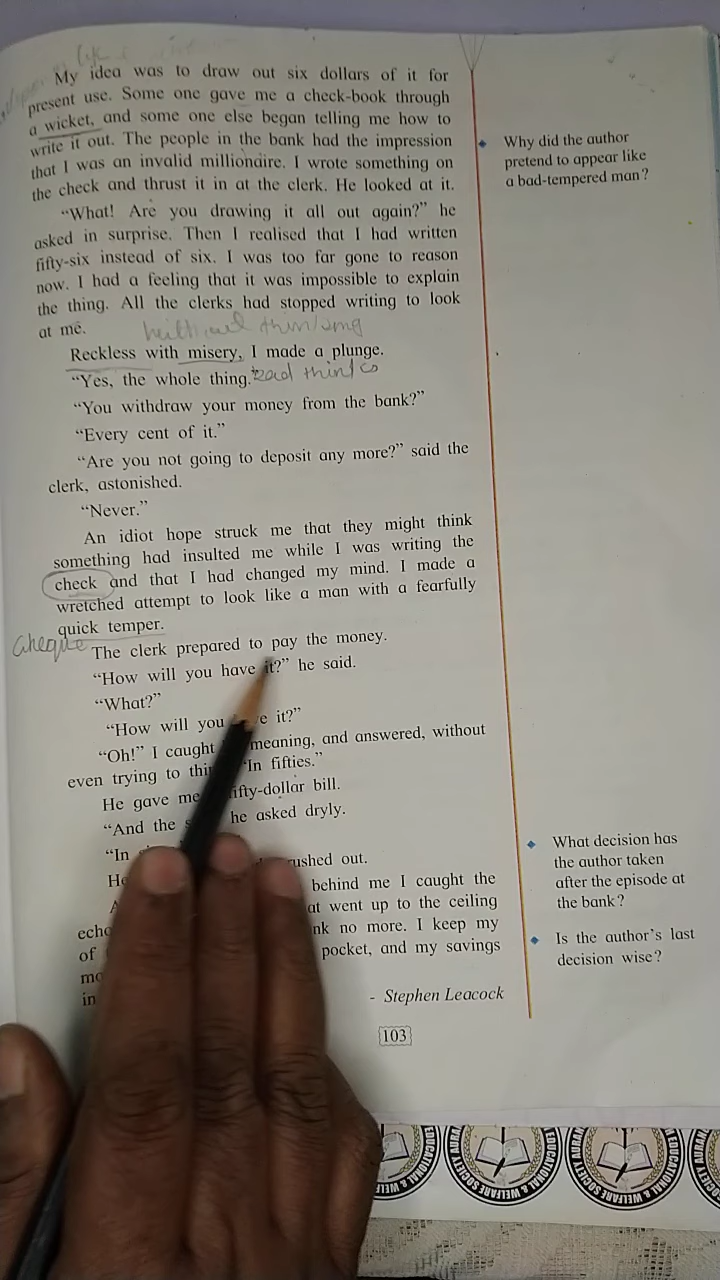 My idea was to draw out six dollars of it for
present use. Some one gave me a check-book through
a wicket, and some one else began telling me how to
write it out. The people in the bank had the impression
that I was an invalid millionaire. I wrote something on
the check and thrust it in at the clerk. He looked at it.
“What! Are you drawing it all out again?” he
asked in surprise. Then I realised that I had written
fifty-six instead of six. I was too far gone to reason
now. I had a feeling that it was impossible to explain
the thing. All the clerks had stopped writing to look
at me.
Reckless with misery, I made a plunge.
“Yes, the whole thing.”
“You withdraw your money from the bank?”
“Every cent of it.”
“Are you not going to deposit any more?” said the
clerk, astonished.
“Never.”
An idiot hope struck me that they might think
something had insulted me while I was writing the
check and that I had changed my mind. I made a
wretched attempt to look like a man with a fearfully
quick temper.
cheque
The clerk prepared to pay the money.
“How will you have it?” he said.
“What?”
“How will you it?”
“Oh!” I caught meaning, and answered, without
even trying to “In fifties.”
He gave me fifty-dollar bill.
“And the he asked dryly.
“In rushed out.
behind me I caught the
went up to the ceiling
of no more. I keep my
pocket, and my savings
in
- Stephen Leacock
103
Why did the author
pretend to appear like
a bad-tempered man?
What decision has
the author taken
after the episode at
the bank?
Is the author's last
decision wise?
EDUCATIONAL & WELFARE SOCIETY